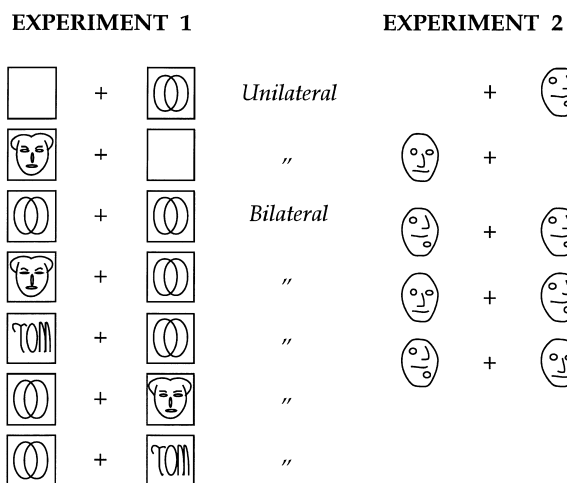 EXPERIMENT 1
EXPERIMENT 2
+ Unilateral +
+ " +
+ Bilateral +
+ " +
TOM + " +
+ "
+ TOM "